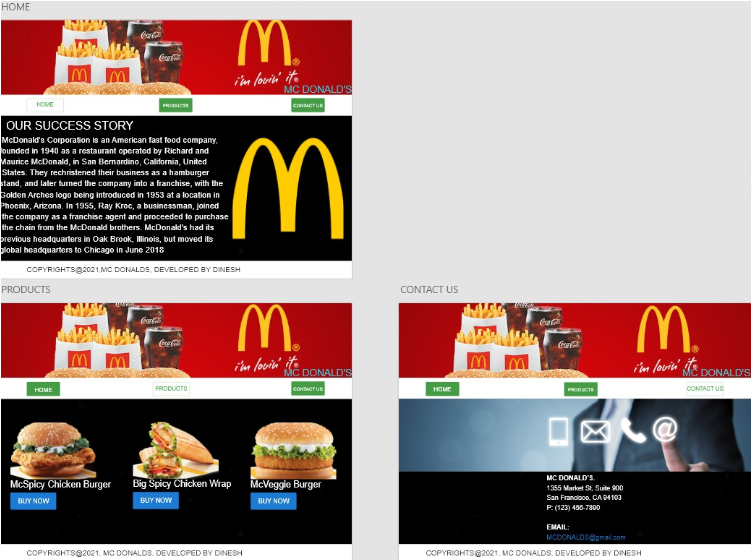 HOME
Coca-Cola
i'm lovin' it
MC DONALD'S
HOME
PRODUCTS
CONTACT US
OUR SUCCESS STORY
McDonald's Corporation is an American fast food company,
founded in 1940 as a restaurant operated by Richard and
Maurice McDonald, in San Bernardino, California, United
States. They rechristened their business as a hamburger
stand, and later turned the company into a franchise, with the
Golden Arches logo being introduced in 1953 at a location in
Phoenix, Arizona. In 1955, Ray Kroc, a businessman, joined
the company as a franchise agent and proceeded to purchase
the chain from the McDonald brothers. McDonald's had its
previous headquarters in Oak Brook, Illinois, but moved its
global headquarters to Chicago in June 2018
COPYRIGHTS@2021,MC DONALDS, DEVELOPED BY DINESH
PRODUCTS
Coca-Cola
i'm lovin' it
MC DONALD'S
HOME
PRODUCTS
CONTACT US
McSpicy Chicken Burger
Big Spicy Chicken Wrap
McVeggie Burger
BUY NOW
BUY NOW
BUY NOW
COPYRIGHTS@2021, MC DONALDS, DEVELOPED BY DINESH
CONTACT US
Coca-Cola
i'm lovin' it
MC DONALD'S
HOME
PRODUCTS
CONTACT US
@
MC DONALD'S.
1355 Market St, Suite 900
San Francisco, CA 94103
P: (123) 456-7890
EMAIL:
MCDONALDS@gmail.com
COPYRIGHTS@2021, MC DONALDS, DEVELOPED BY DINESH